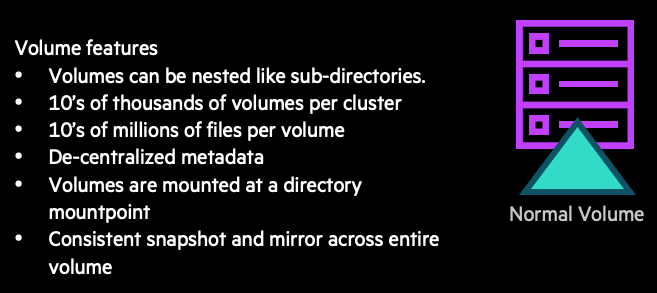 Volume features
• Volumes can be nested like sub-directories.
• 10’s of thousands of volumes per cluster
• 10’s of millions of files per volume
• De-centralized metadata
• Volumes are mounted at a directory
mountpoint
• Consistent snapshot and mirror across entire
volume
Normal Volume